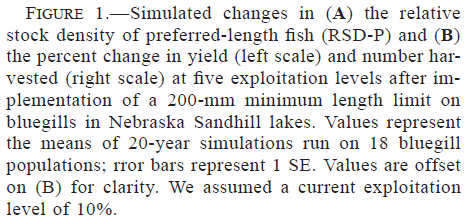 FIGURE 1.—Simulated changes in (A) the relative
stock density of preferred-length fish (RSD-P) and (B)
the percent change in yield (left scale) and number har-
vested (right scale) at five exploitation levels after im-
plementation of a 200-mm minimum length limit on
bluegills in Nebraska Sandhill lakes. Values represent
the means of 20-year simulations run on 18 bluegill
populations; rror bars represent 1 SE. Values are offset
on (B) for clarity. We assumed a current exploitation
level of 10%.